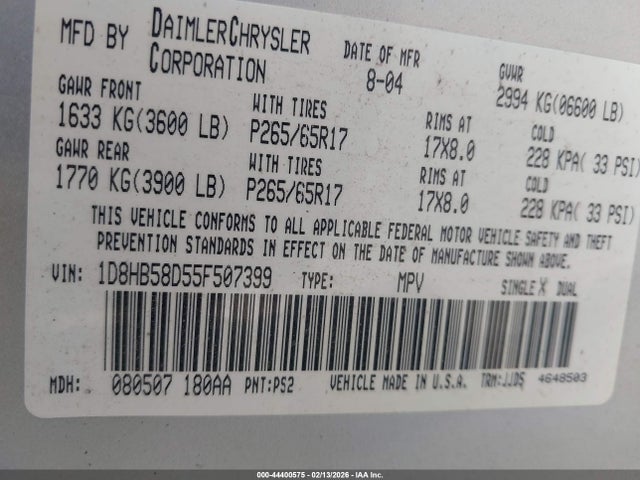 MFD BY DAIMLERCHRYSLER CORPORATION DATE OF MFR 8-04 GVWR 2994 KG(06600 LB)
GAWR FRONT WITH TIRES RIMS AT COLD
1633 KG(3600 LB) P265/65R17 17X8.0 228 KPA( 33 PSI)
GAWR REAR WITH TIRES RIMS AT COLD
1770 KG(3900 LB) P265/65R17 17X8.0 228 KPA( 33 PSI)
THIS VEHICLE CONFORMS TO ALL APPLICABLE FEDERAL MOTOR VEHICLE SAFETY AND THEFT
PREVENTION STANDARDS IN EFFECT ON THE DATE OF MANUFACTURE SHOWN ABOVE.
VIN: 1D8HB58D55F507399 TYPE: MPV SINGLE X DUAL
MDH: 080507 180AA PNT:PS2 VEHICLE MADE IN U.S.A. TRM:JJD5 4648503
000-44400575 - 02/13/2026 - IAA Inc.